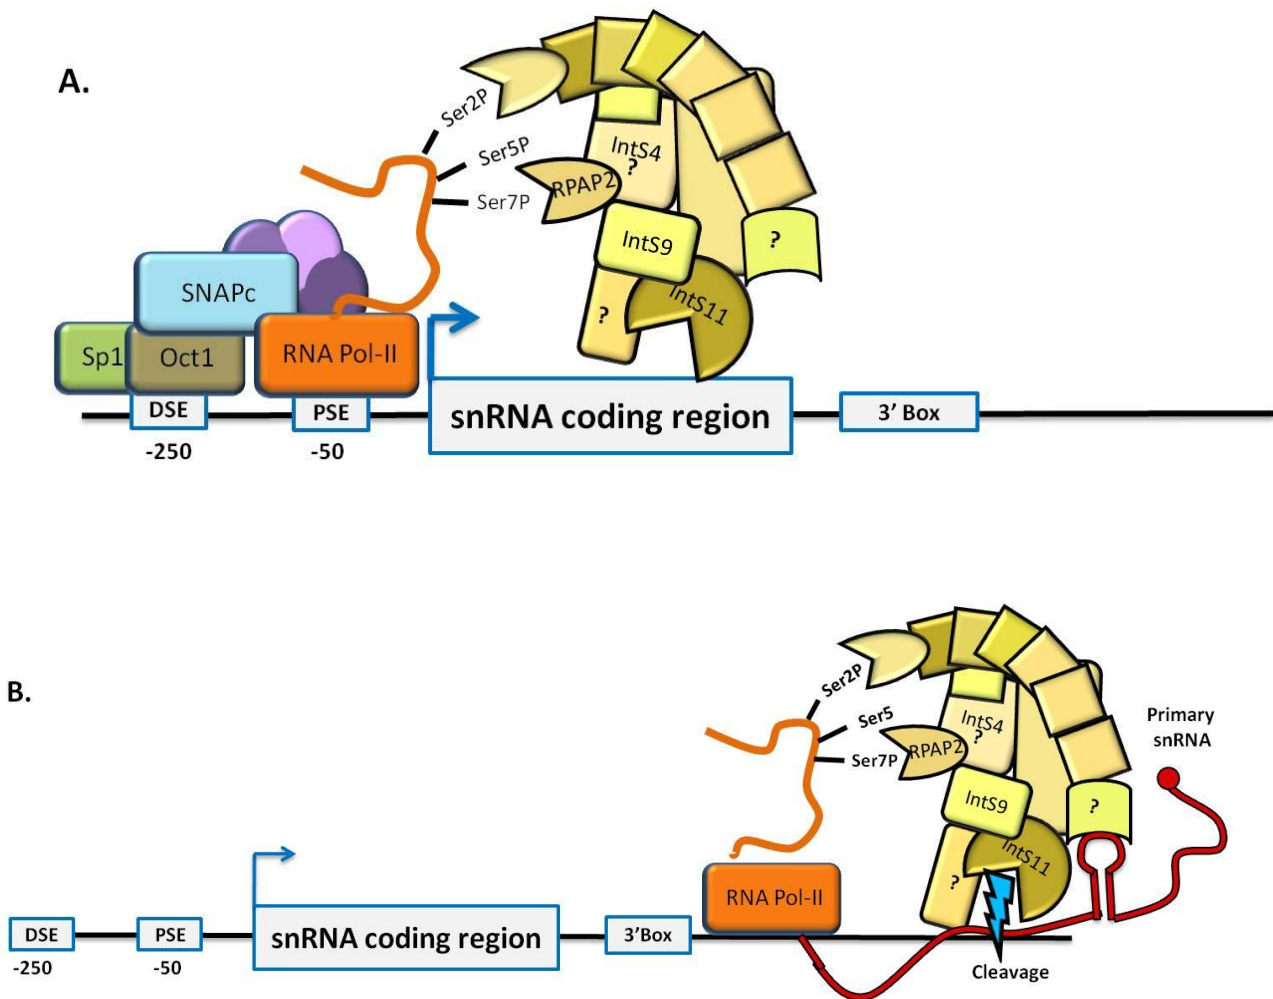 A.
Ser2P
Ser5P
Ser7P
IntS4
?
RPAP2
IntS9
?
IntS11
?
SNAPc
Sp1
Oct1
RNA Pol-II
DSE
PSE
snRNA coding region
3’ Box
-250
-50
B.
Ser2P
Ser5
Ser7P
IntS4
?
RPAP2
Primary
snRNA
IntS9
?
IntS11
?
RNA Pol-II
DSE
PSE
snRNA coding region
3’Box
-250
-50
Cleavage